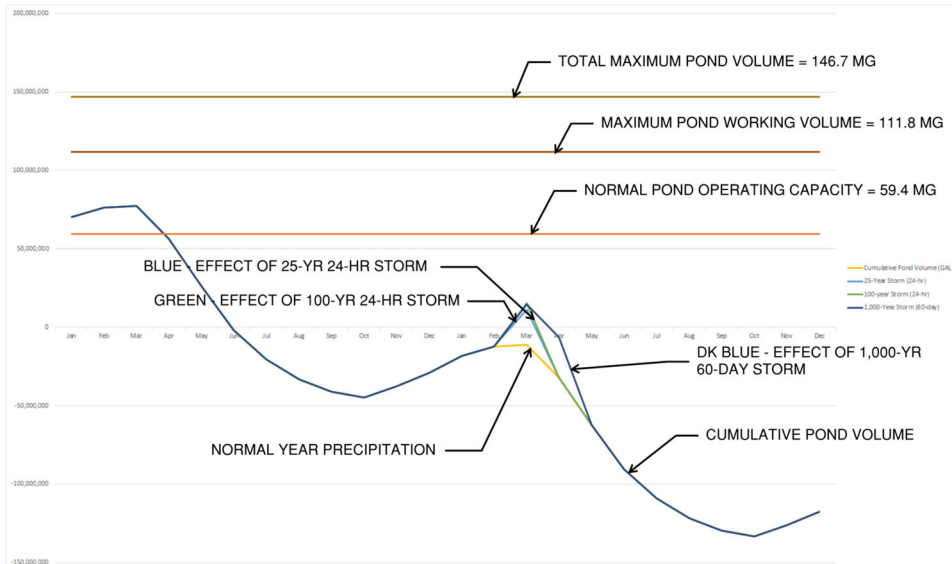 200,000,000
TOTAL MAXIMUM POND VOLUME = 146.7 MG
150,000,000
MAXIMUM POND WORKING VOLUME = 111.8 MG
100,000,000
NORMAL POND OPERATING CAPACITY = 59.4 MG
50,000,000
BLUE - EFFECT OF 25-YR 24-HR STORM
GREEN - EFFECT OF 100-YR 24-HR STORM
Cumulative Pond Volume (GAL
25-Year Storm (24-hr)
100-year Storm (24-hr)
1,000-Year Storm (60-day)
0
Jan Feb Mar Apr May Jun Jul Aug Sep Oct Nov Dec Jan Feb Mar Apr May Jun Jul Aug Sep Oct Nov Dec
DK BLUE - EFFECT OF 1,000-YR
60-DAY STORM
-50,000,000
NORMAL YEAR PRECIPITATION
CUMULATIVE POND VOLUME
-100,000,000
-150,000,000